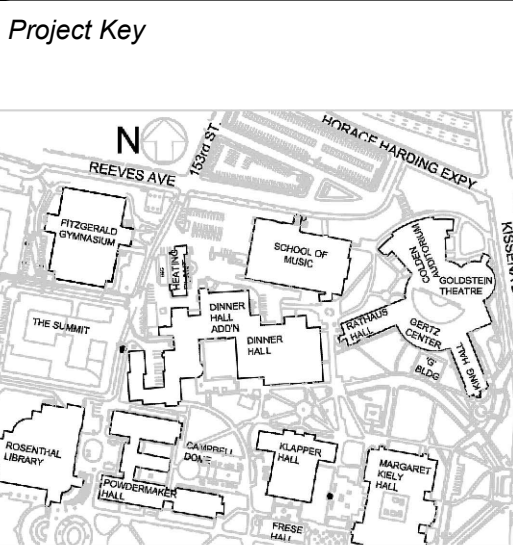 Project Key
N
153rd ST.
HORACE HARDING EXPY
REEVES AVE
FITZGERALD
GYMNASIUM
HEATING
SCHOOL OF
MUSIC
COLDEN
AUDITORIUM
GOLDSTEIN
THEATRE
THE SUMMIT
DINNER
HALL
ADD'N
DINNER
HALL
RATHAUS
HALL
GERTZ
CENTER
'G'
BLDG
KING HALL
ROSENTHAL
LIBRARY
CAMPBELL
DOME
POWDERMAKER
HALL
KLAPPER
HALL
MARGARET
KIELY
HALL
FRESE
HALL